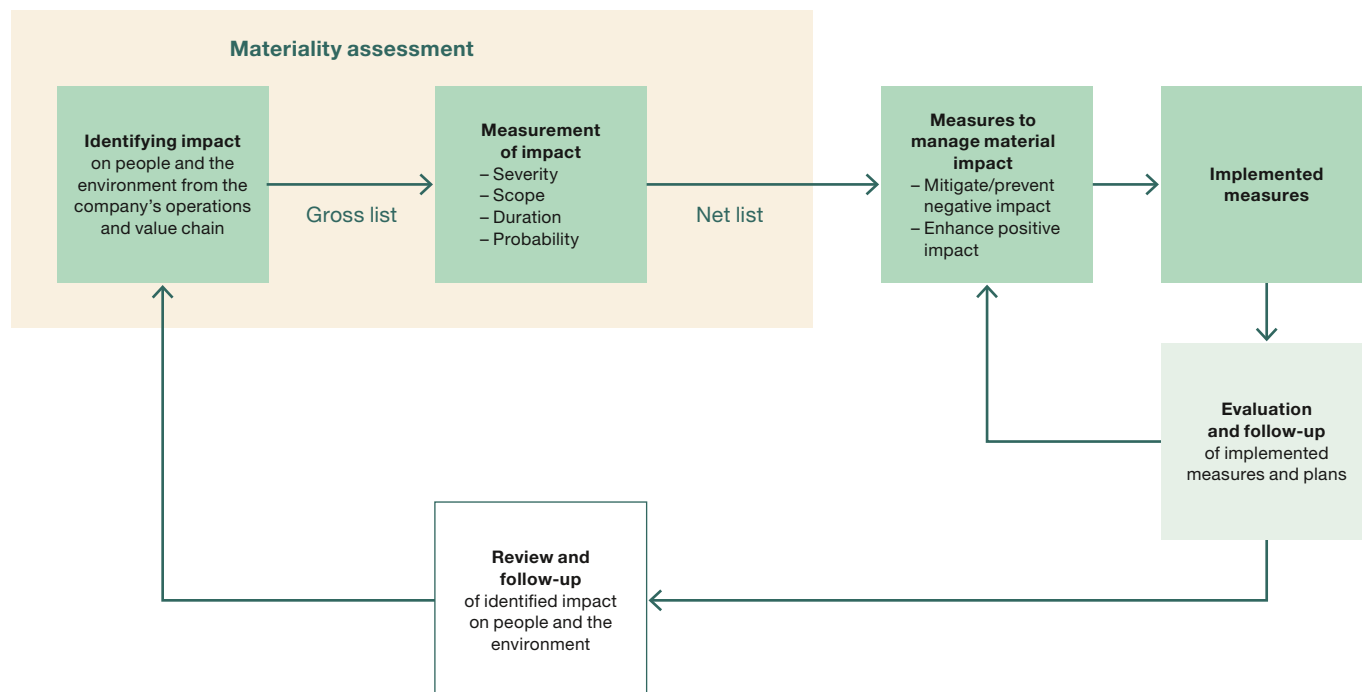 Materiality assessment
Identifying impact
on people and the
environment from the
company's operations
and value chain
Gross list
Measurement
of impact
– Severity
– Scope
– Duration
– Probability
Net list
Measures to
manage material
impact
– Mitigate/prevent
negative impact
– Enhance positive
impact
Implemented
measures
Evaluation
and follow-up
of implemented
measures and plans
Review and
follow-up
of identified impact
on people and the
environment